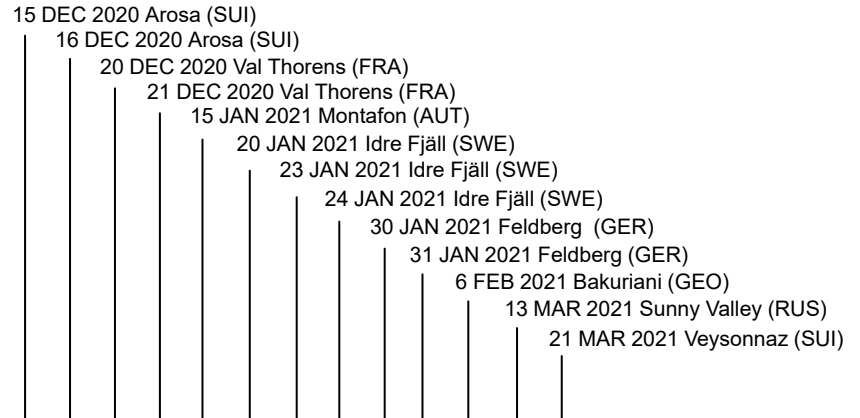 15 DEC 2020 Arosa (SUI)
16 DEC 2020 Arosa (SUI)
20 DEC 2020 Val Thorens (FRA)
21 DEC 2020 Val Thorens (FRA)
15 JAN 2021 Montafon (AUT)
20 JAN 2021 Idre Fjäll (SWE)
23 JAN 2021 Idre Fjäll (SWE)
24 JAN 2021 Idre Fjäll (SWE)
30 JAN 2021 Feldberg (GER)
31 JAN 2021 Feldberg (GER)
6 FEB 2021 Bakuriani (GEO)
13 MAR 2021 Sunny Valley (RUS)
21 MAR 2021 Veysonnaz (SUI)